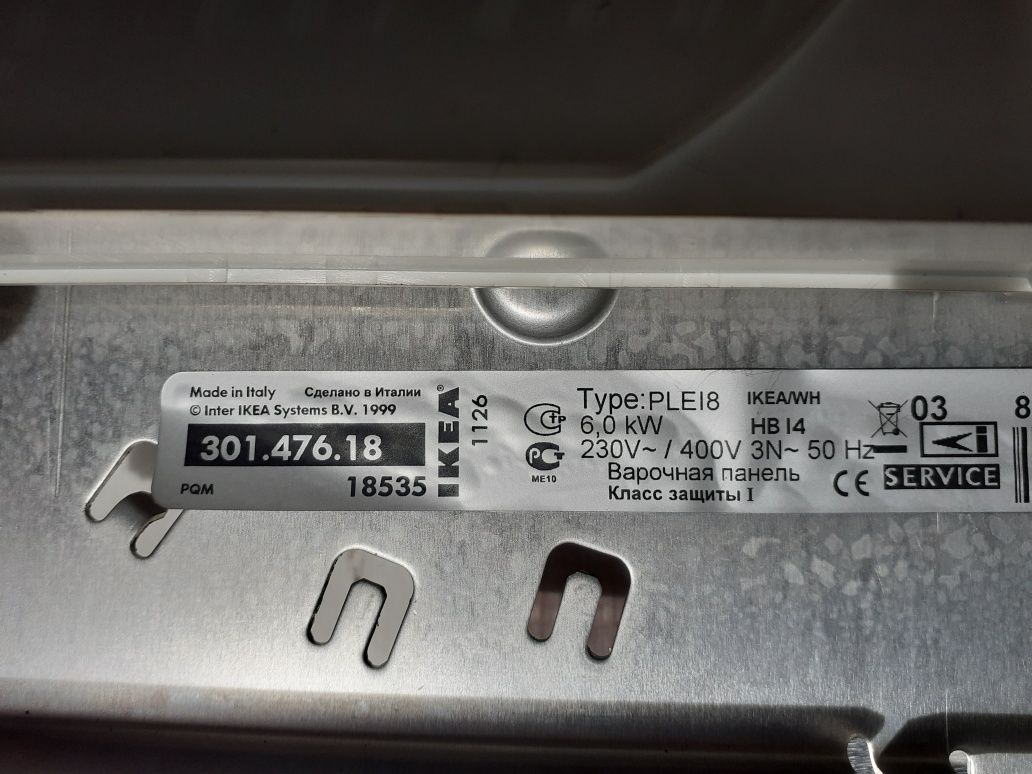 Made in Italy Сделано в Италии
© Inter IKEA Systems B.V. 1999
301.476.18
PQM 18535
IKEA®
1126
ME10
Type:PLEI8 IKEA/WH
6,0 kW HB I4
230V~ / 400V 3N~ 50 Hz
Варочная панель
Класс защиты I
03
CE
SERVICE
8